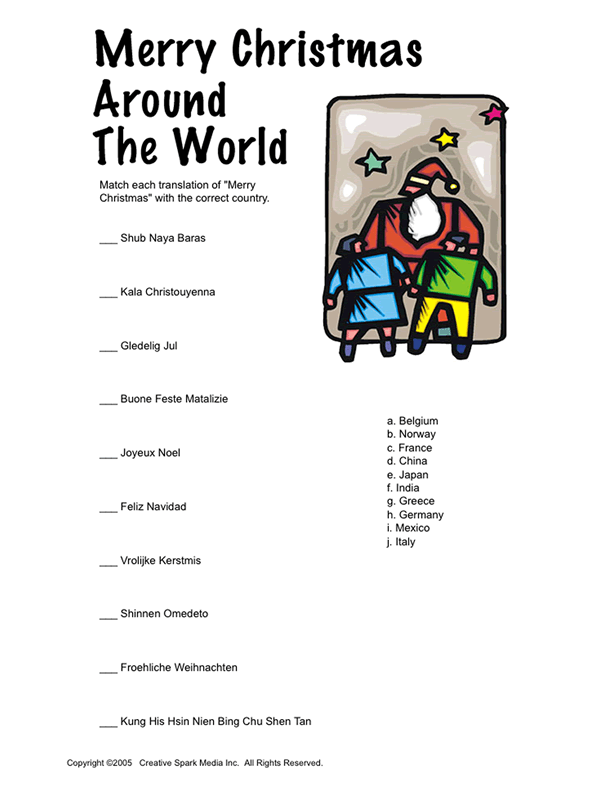 Merry Christmas
Around
The World
Match each translation of "Merry
Christmas" with the correct country.
___ Shub Naya Baras
___ Kala Christouyenna
___ Gledelig Jul
___ Buone Feste Matalizie
___ Joyeux Noel
___ Feliz Navidad
___ Vrolijke Kerstmis
___ Shinnen Omedeto
___ Froehliche Weihnachten
___ Kung His Hsin Nien Bing Chu Shen Tan
a. Belgium
b. Norway
c. France
d. China
e. Japan
f. India
g. Greece
h. Germany
i. Mexico
j. Italy
Copyright ©2005 Creative Spark Media Inc. All Rights Reserved.